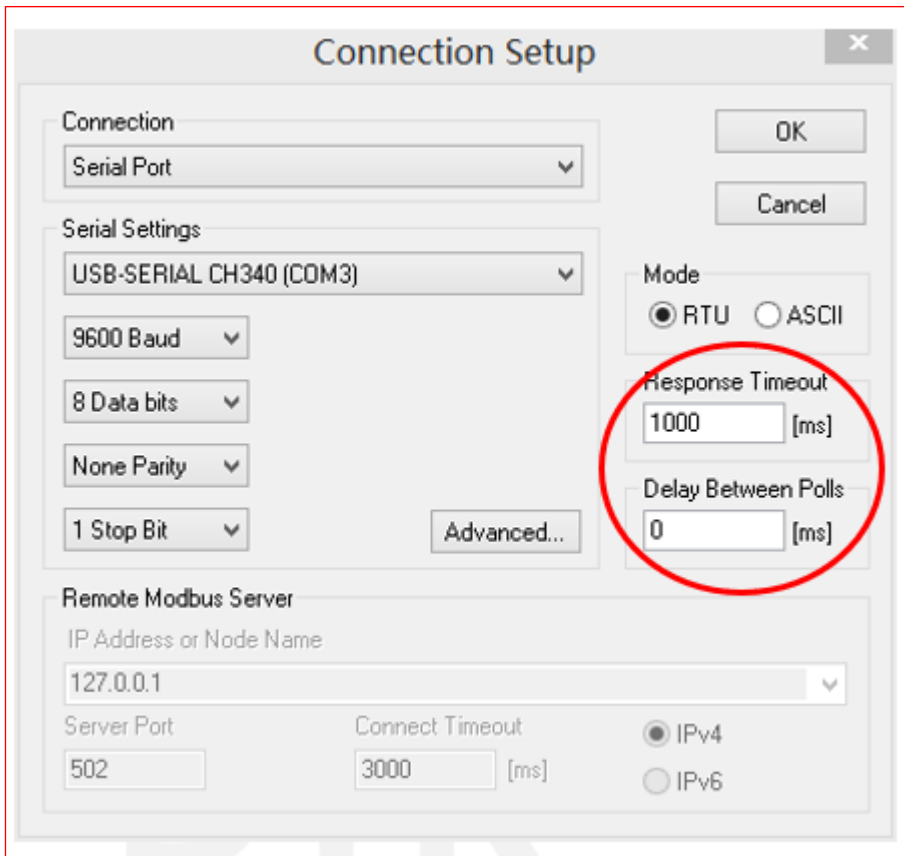 Connection Setup
Connection
Serial Port
OK
Cancel
Serial Settings
USB-SERIAL CH340 (COM3)
Mode
RTU ASCII
9600 Baud
Response Timeout
1000 [ms]
8 Data bits
None Parity
Delay Between Polls
0 [ms]
1 Stop Bit
Advanced...
Remote Modbus Server
IP Address or Node Name
127.0.0.1
Server Port Connect Timeout
IPv4
502 3000 [ms]
IPv6